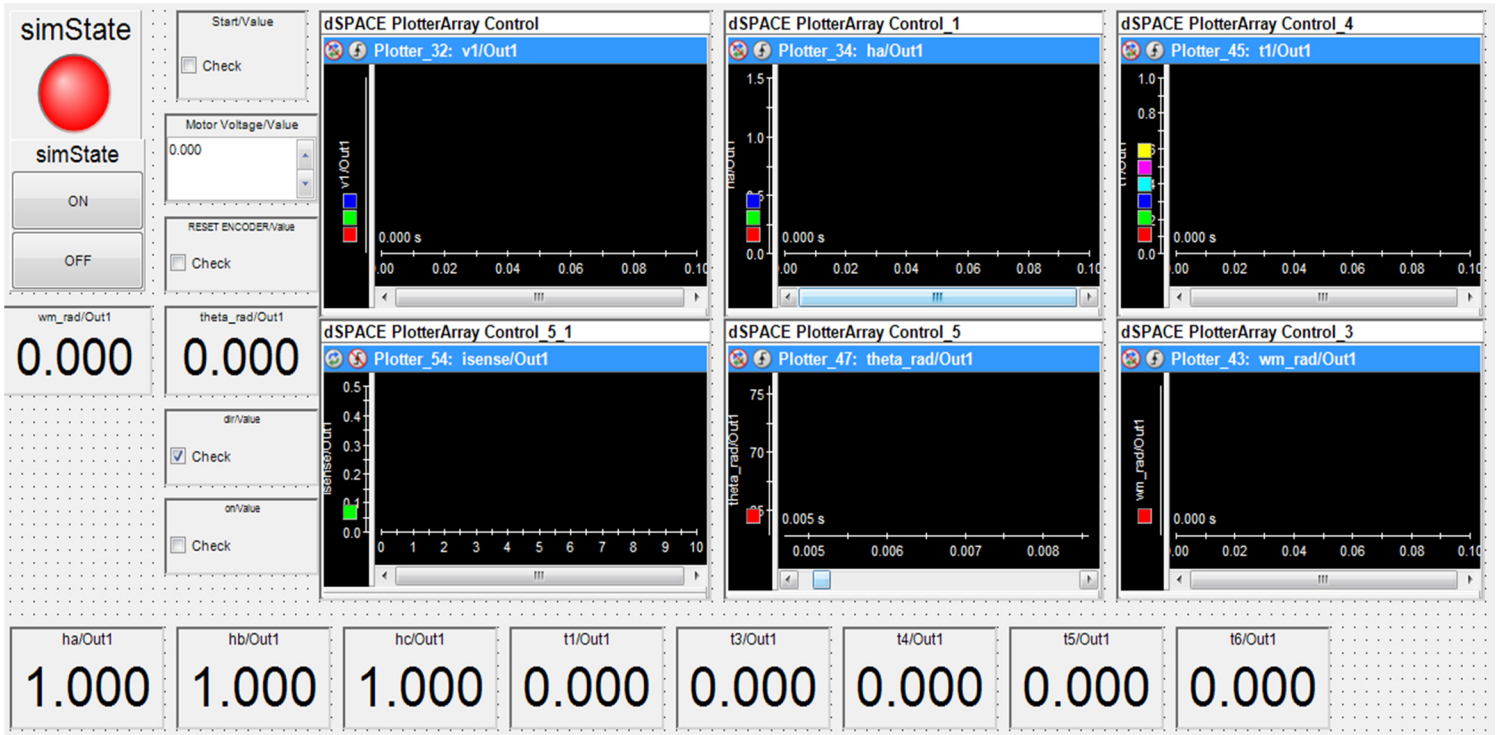 simState
simState
ON
OFF
Start/Value
Check
Motor Voltage/Value
0.000
RESET ENCODER/Value
Check
wm_rad/Out1
0.000
theta_rad/Out1
0.000
dir/Value
Check
on/Value
Check
dSPACE PlotterArray Control
Plotter_32: v1/Out1
v1/Out1
0.000 s
.00 0.02 0.04 0.06 0.08 0.10
dSPACE PlotterArray Control_1
Plotter_34: ha/Out1
ha/Out1
1.5
1.0
0.0
0.000 s
.00 0.02 0.04 0.06 0.08 0.10
dSPACE PlotterArray Control_4
Plotter_45: t1/Out1
t1/Out1
1.0
0.8
0.0
0.000 s
.00 0.02 0.04 0.06 0.08 0.10
dSPACE PlotterArray Control_5_1
Plotter_54: isense/Out1
isense/Out1
0.5
0.4
0.3
0.2
0.1
0.0
0 1 2 3 4 5 6 7 8 9 10
dSPACE PlotterArray Control_5
Plotter_47: theta_rad/Out1
theta_rad/Out1
75
70
0.005 s
0.005 0.006 0.007 0.008
dSPACE PlotterArray Control_3
Plotter_43: wm_rad/Out1
wm_rad/Out1
0.000 s
.00 0.02 0.04 0.06 0.08 0.10
ha/Out1
1.000
hb/Out1
1.000
hc/Out1
1.000
t1/Out1
0.000
t3/Out1
0.000
t4/Out1
0.000
t5/Out1
0.000
t6/Out1
0.000